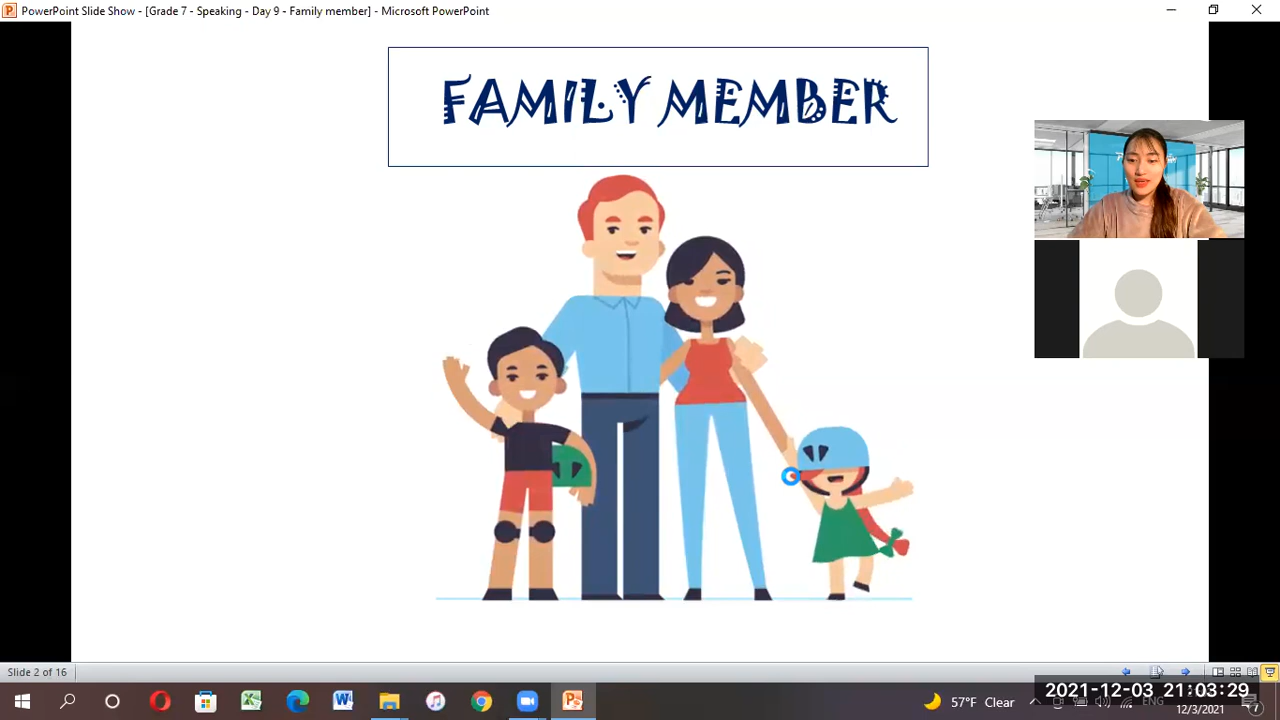 PowerPoint Slide Show - [Grade 7 - Speaking - Day 9 - Family member] - Microsoft PowerPoint
FAMILY MEMBER
Slide 2 of 16
57°F Clear
ENG
2021-12-03 21:03:29
12/3/2021